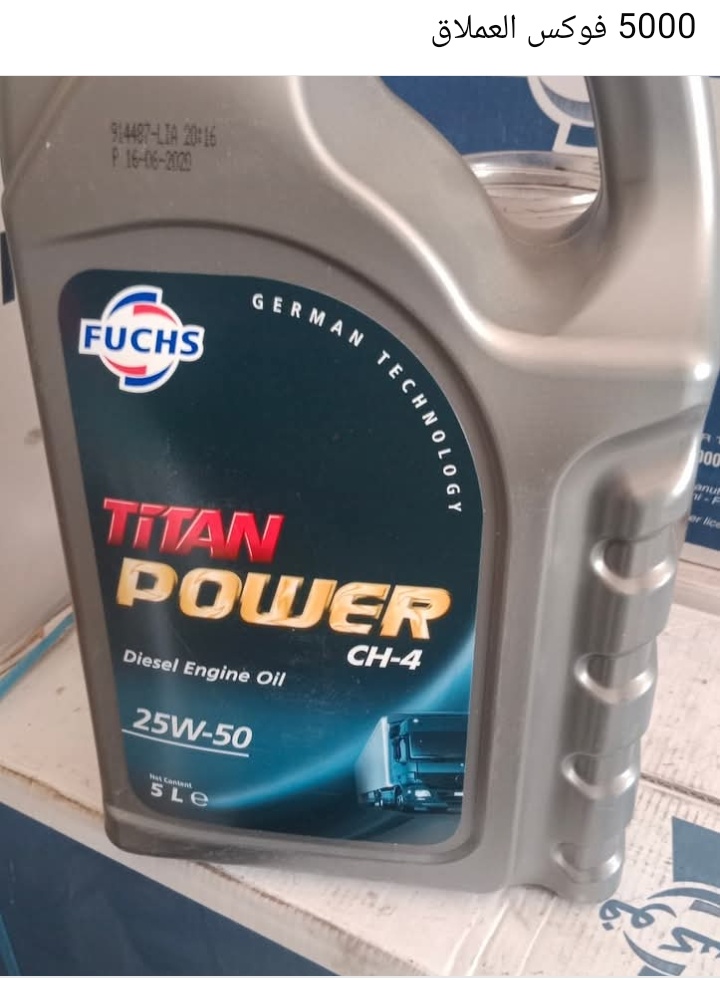 5000 فوكس العملاق
914487-LIA 20:16
P 16-06-2020
FUCHS
GERMAN TECHNOLOGY
TiTAN
POWER
CH-4
Diesel Engine Oil
25W-50
Net Content
5 L e
فوكس